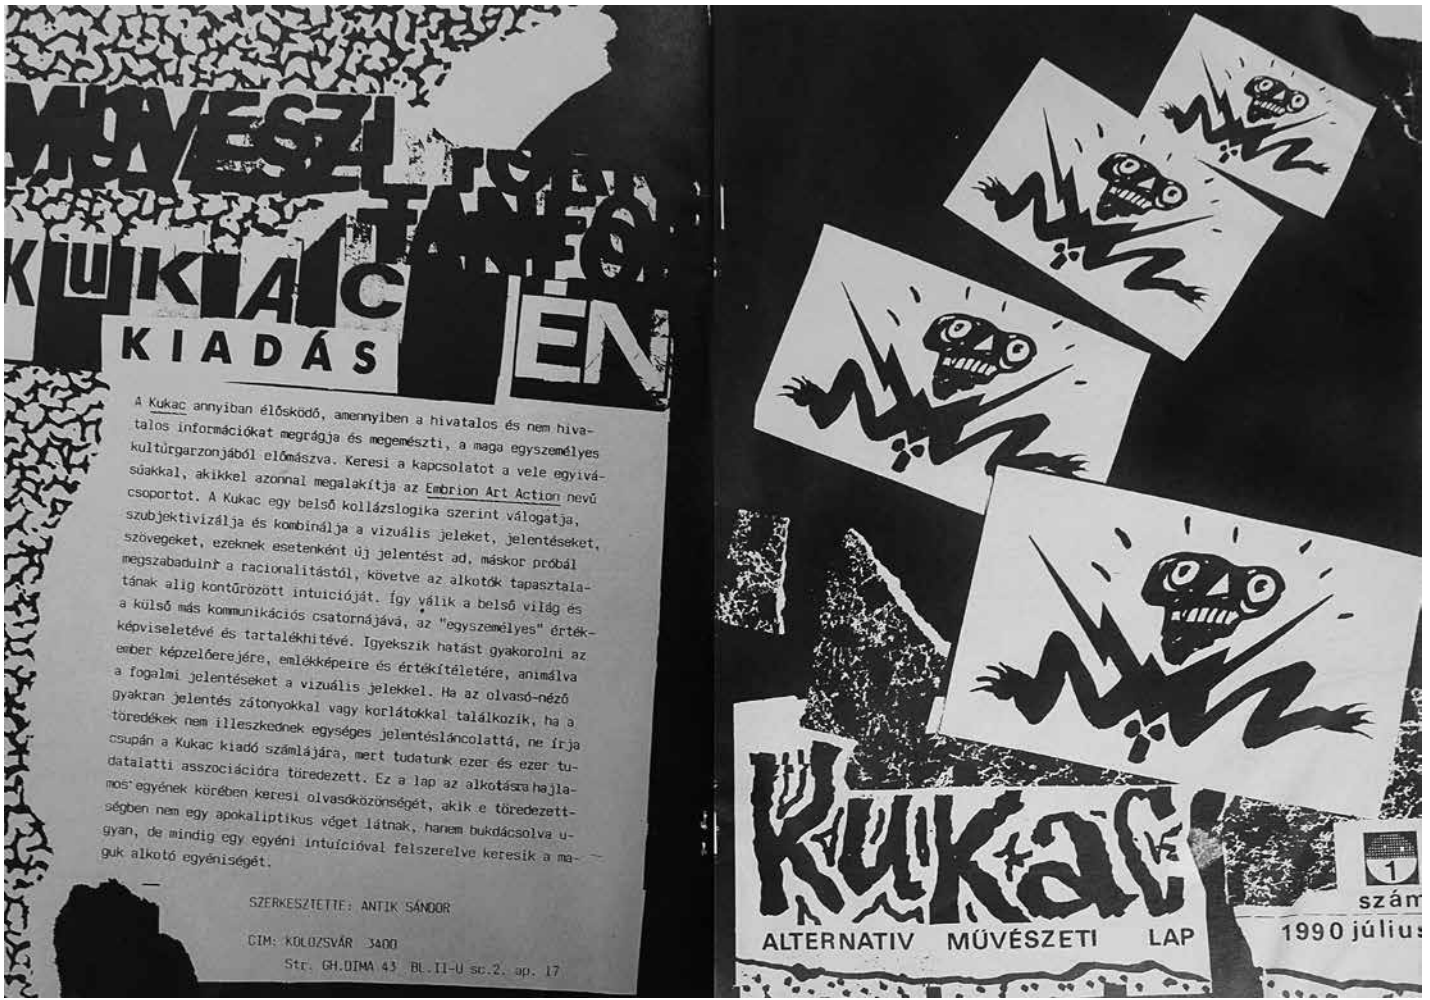 MŰVÉSZI
TANFO
KUKAC
ÉN
KIADÁS
A Kukac annyiban élősködő, amennyiben a hivatalos és nem hiva-
talos információkat megrágja és megemészti, a maga egyszemélyes
kultúrgarzonjából előmászva. Keresi a kapcsolatot a vele egyivá-
súakkal, akikkel azonnal megalakítja az Embrion Art Action nevű
csoportot. A Kukac egy belső kollázslogika szerint válogatja,
szubjektivizálja és kombinálja a vizuális jeleket, jelentéseket,
szövegeket, ezeknek esetenként új jelentést ad, máskor próbál
megszabadulni a racionalitástól, követve az alkotók tapasztala-
tának alig kontúrözött intuicióját. Így válik a belső világ és
a külső más kommunikációs csatornájává, az "egyszemélyes" érték-
képviseletévé és tartalékhitévé. Igyekszik hatást gyakorolni az
ember képzelőerejére, emlékképeire és értékítéletére, animálva
a fogalmi jelentéseket a vizuális jelekkel. Ha az olvasó-néző
gyakran jelentés zátonyokkal vagy korlátokkal találkozik, ha a
töredékek nem illeszkednek egységes jelentésláncolattá, ne írja
csupán a Kukac kiadó számlájára, mert tudatunk ezer és ezer tu-
datalatti asszociációra töredezett. Ez a lap az alkotásra hajla-
mos egyének körében keresi olvasóközönségét, akik e töredezett-
ségben nem egy apokaliptikus véget látnak, hanem bukdácsolva u-
gyan, de mindig egy egyéni intuícióval felszerelve keresik a ma-
guk alkotó egyéniségét.
SZERKESZTETTE: ANTIK SÁNDOR
CIM: KOLOZSVÁR 3400
Str. GH.DIMA 43 BL.II-U sc.2. ap. 17
Kukac
ALTERNATIV MŰVÉSZETI LAP
1
szám
1990 július